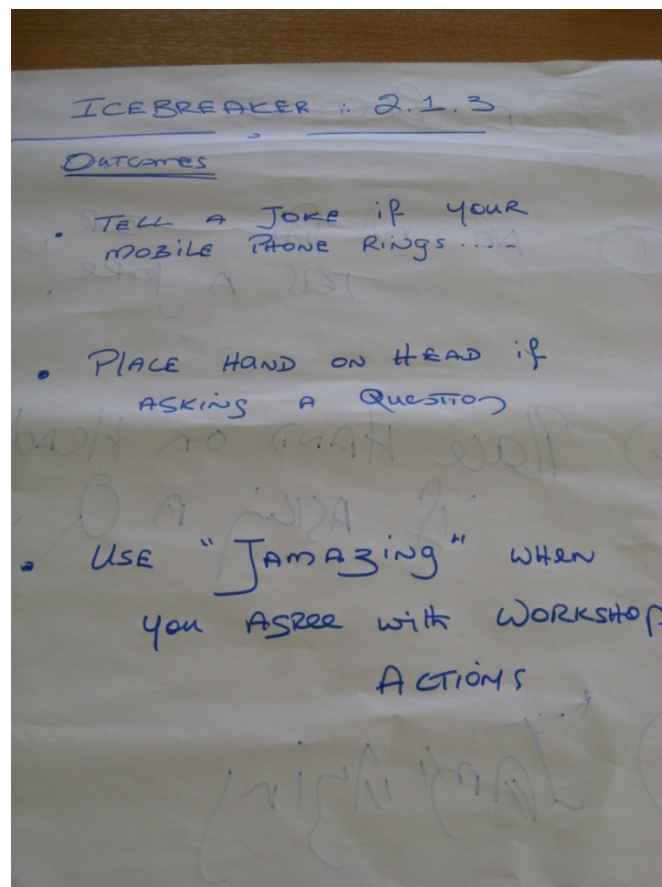 ICEBREAKER : 2.1.3
OUTCOMES
• TELL A JOKE if YOUR
MOBILE PHONE RINGS....
• PLACE HAND ON HEAD if
ASKING A QUESTION
• USE "JAMAZING" WHEN
you AGREE with WORKSHOP
ACTIONS